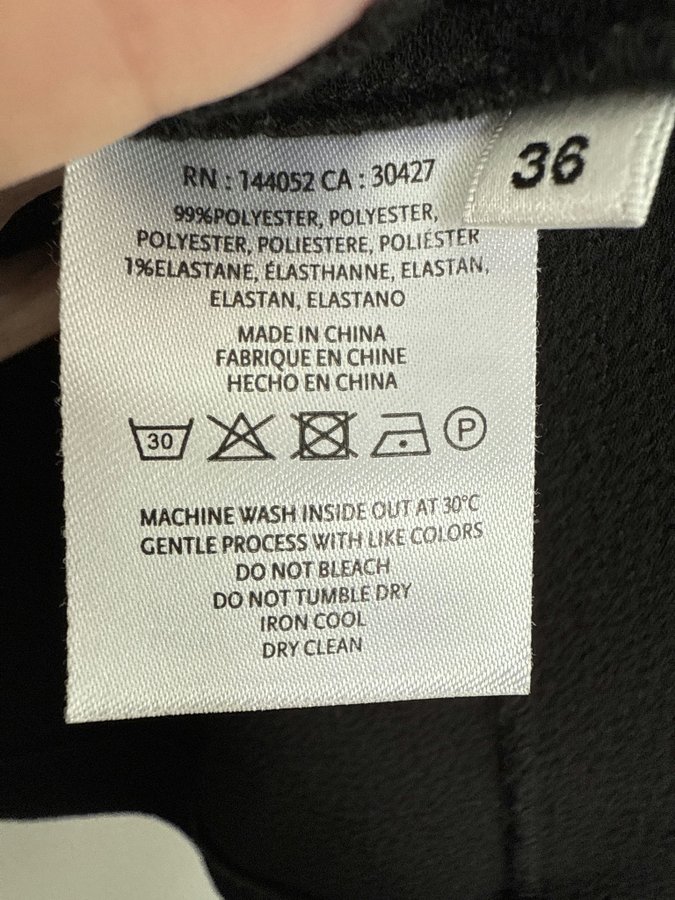 RN : 144052 CA : 30427
36
99%POLYESTER, POLYESTER,
POLYESTER, POLIESTERE, POLIÉSTER
1%ELASTANE, ÉLASTHANNE, ELASTAN,
ELASTAN, ELASTANO
MADE IN CHINA
FABRIQUE EN CHINE
HECHO EN CHINA
30
P
MACHINE WASH INSIDE OUT AT 30°C
GENTLE PROCESS WITH LIKE COLORS
DO NOT BLEACH
DO NOT TUMBLE DRY
IRON COOL
DRY CLEAN